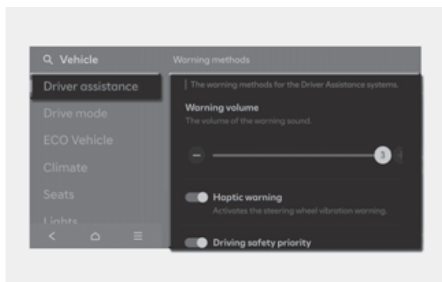 Vehicle
Warning methods
Driver assistance
The warning methods for the Driver Assistance systems.
Drive mode
Warning volume
The volume of the warning sound.
ECO Vehicle
3
Climate
Seats
Haptic warning
Activates the steering wheel vibration warning.
Lights
Driving safety priority